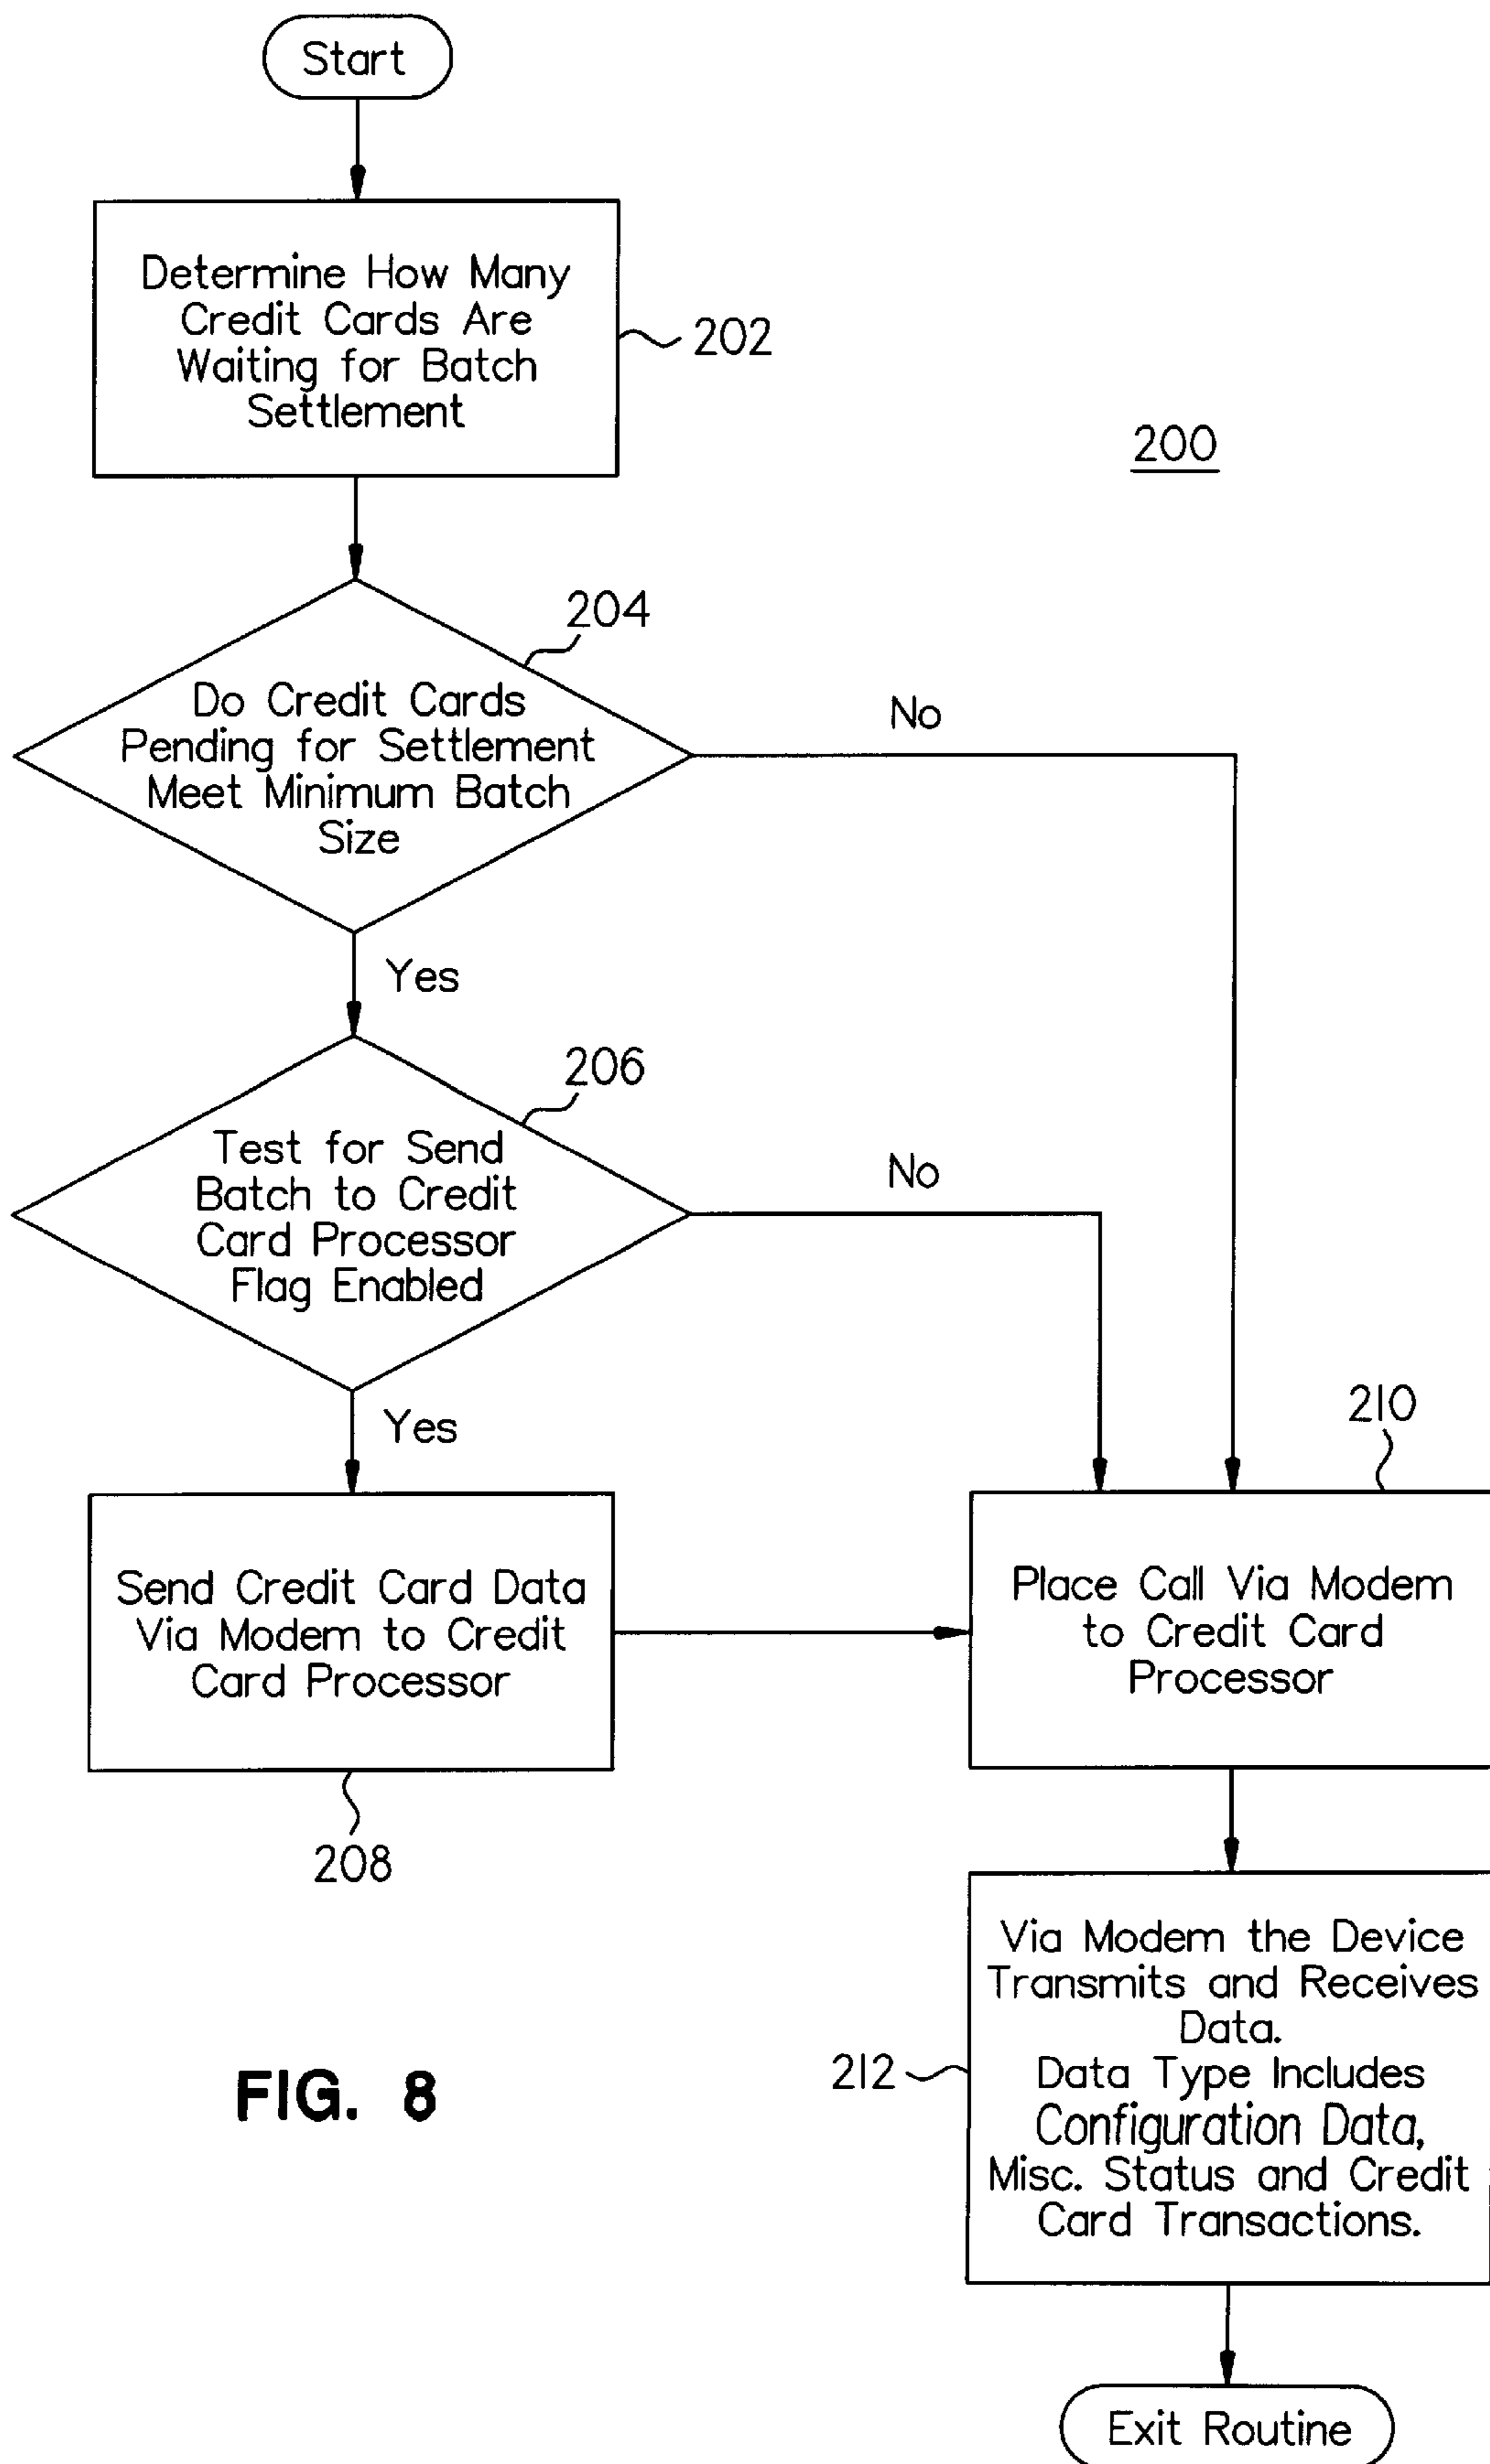 Start
Determine How Many
Credit Cards Are
Waiting for Batch
Settlement
202
200
204
Do Credit Cards
Pending for Settlement
Meet Minimum Batch
Size
No
Yes
206
Test for Send
Batch to Credit
Card Processor
Flag Enabled
No
Yes
210
Send Credit Card Data
Via Modem to Credit
Card Processor
208
Place Call Via Modem
to Credit Card
Processor
Via Modem the Device
Transmits and Receives
Data.
Data Type Includes
Configuration Data,
Misc. Status and Credit
Card Transactions.
212
FIG. 8
Exit Routine